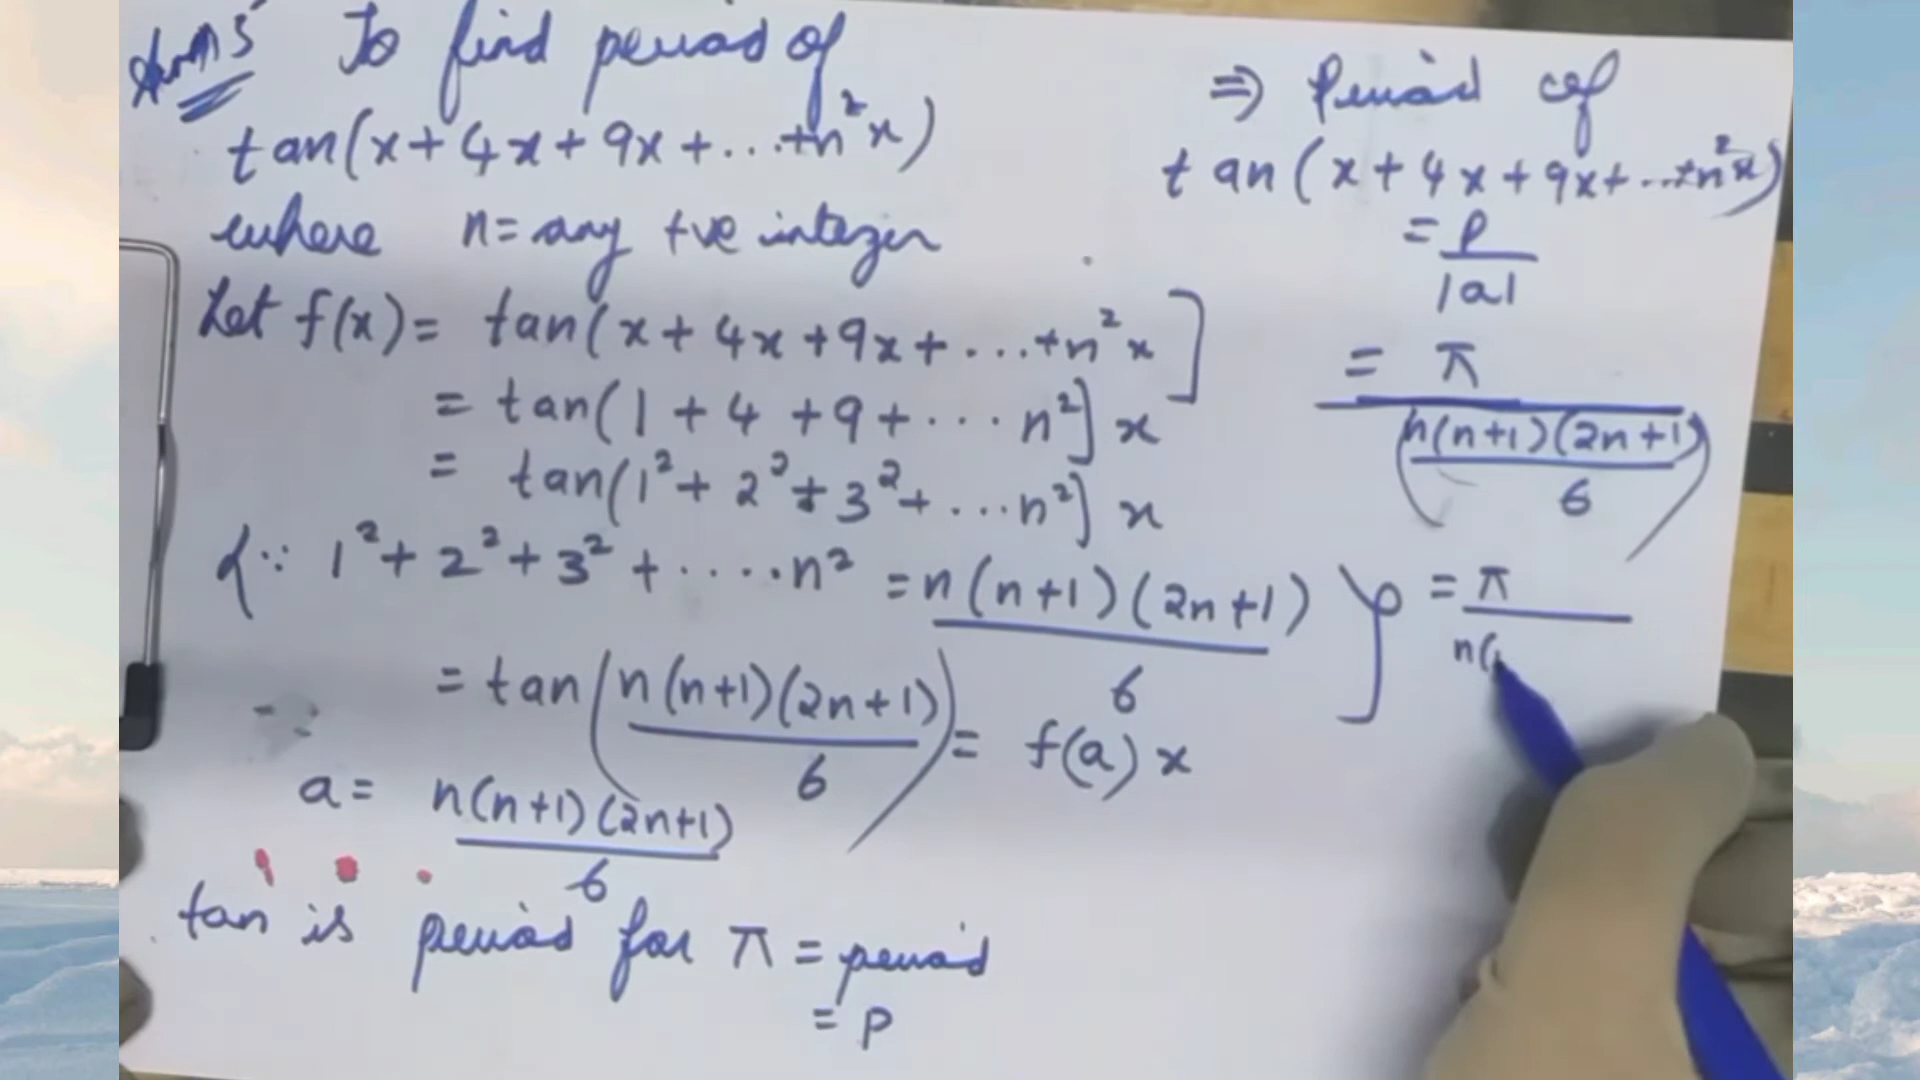 Ans
To find period of
tan(x+4x+9x+...+n²x)
where n=any +ve integer
Let f(x)= tan(x+4x+9x+...+n²x]
= tan(1+4+9+...n²]x
= tan(1²+2²+3²+...n²]x
{∵ 1²+2²+3²+.....n² = n(n+1)(2n+1)
6
= tan(n(n+1)(2n+1)
6) = f(a)x
a= n(n+1)(2n+1)
6
tan is period for π = period
= P
⇒ Period of
tan(x+4x+9x+...+n²x)
= P
|a|
= π
(n(n+1)(2n+1)
6)
= π
n(